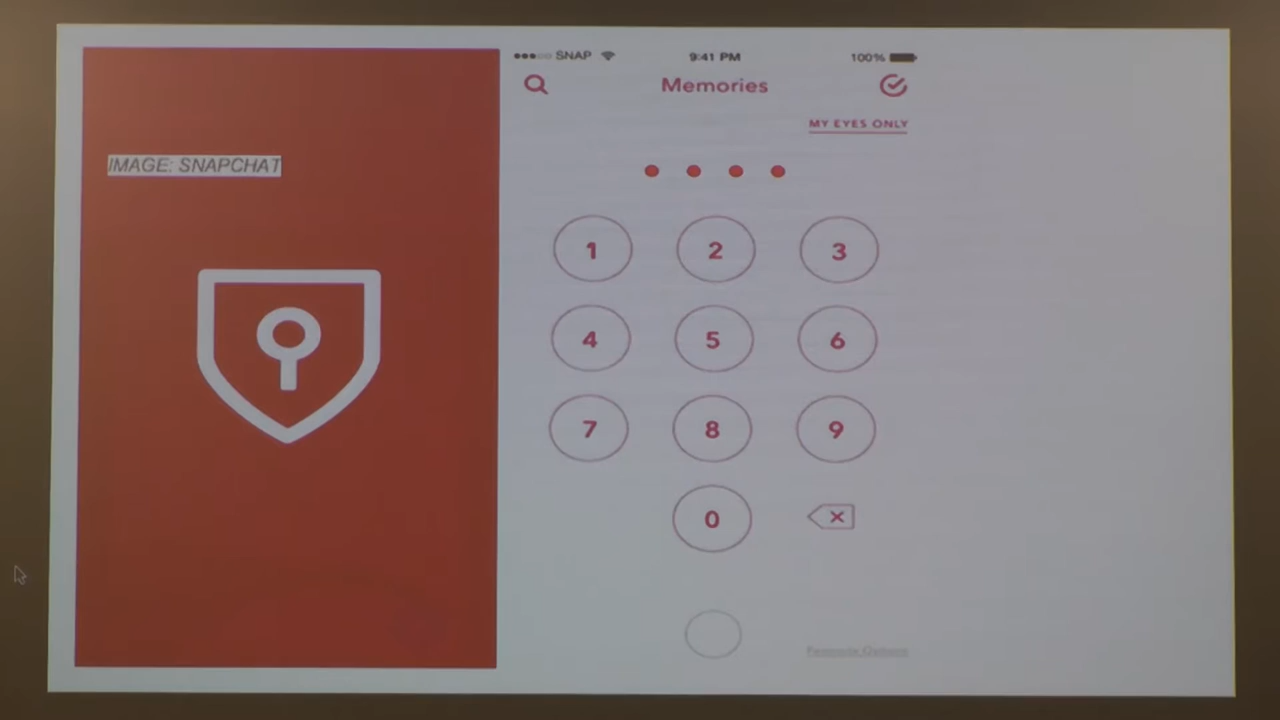 IMAGE: SNAPCHAT
SNAP 9:41 PM 100%
Memories
MY EYES ONLY
1 2 3
4 5 6
7 8 9
0
Options